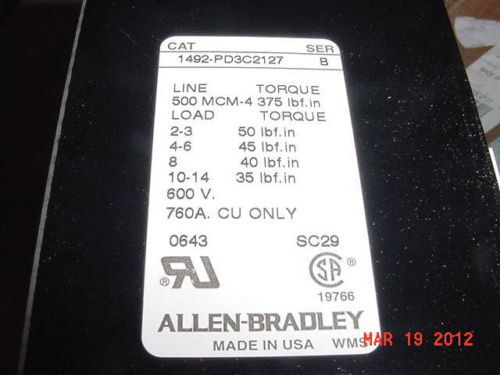 CAT SER
1492-PD3C2127 B
LINE TORQUE
500 MCM-4 375 lbf.in
LOAD TORQUE
2-3 50 lbf.in
4-6 45 lbf.in
8 40 lbf.in
10-14 35 lbf.in
600 V.
760A. CU ONLY
0643 SC29
RU ®
SA ®
19766
ALLEN-BRADLEY
MADE IN USA WMS
MAR 19 2012